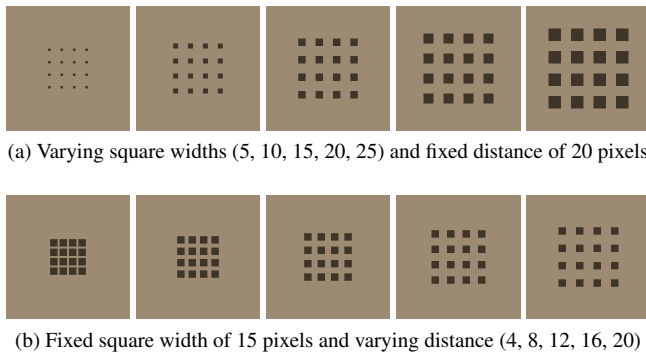 (a) Varying square widths (5, 10, 15, 20, 25) and fixed distance of 20 pixels
(b) Fixed square width of 15 pixels and varying distance (4, 8, 12, 16, 20)